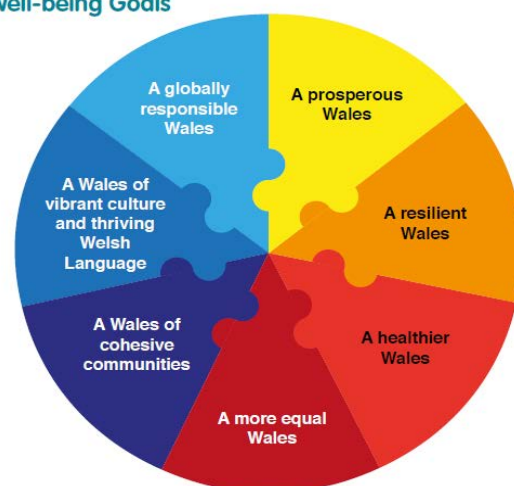 Well-being Goals
A globally
responsible
Wales
A prosperous
Wales
A resilient
Wales
A healthier
Wales
A more equal
Wales
A Wales of
cohesive
communities
A Wales of
vibrant culture
and thriving
Welsh
Language